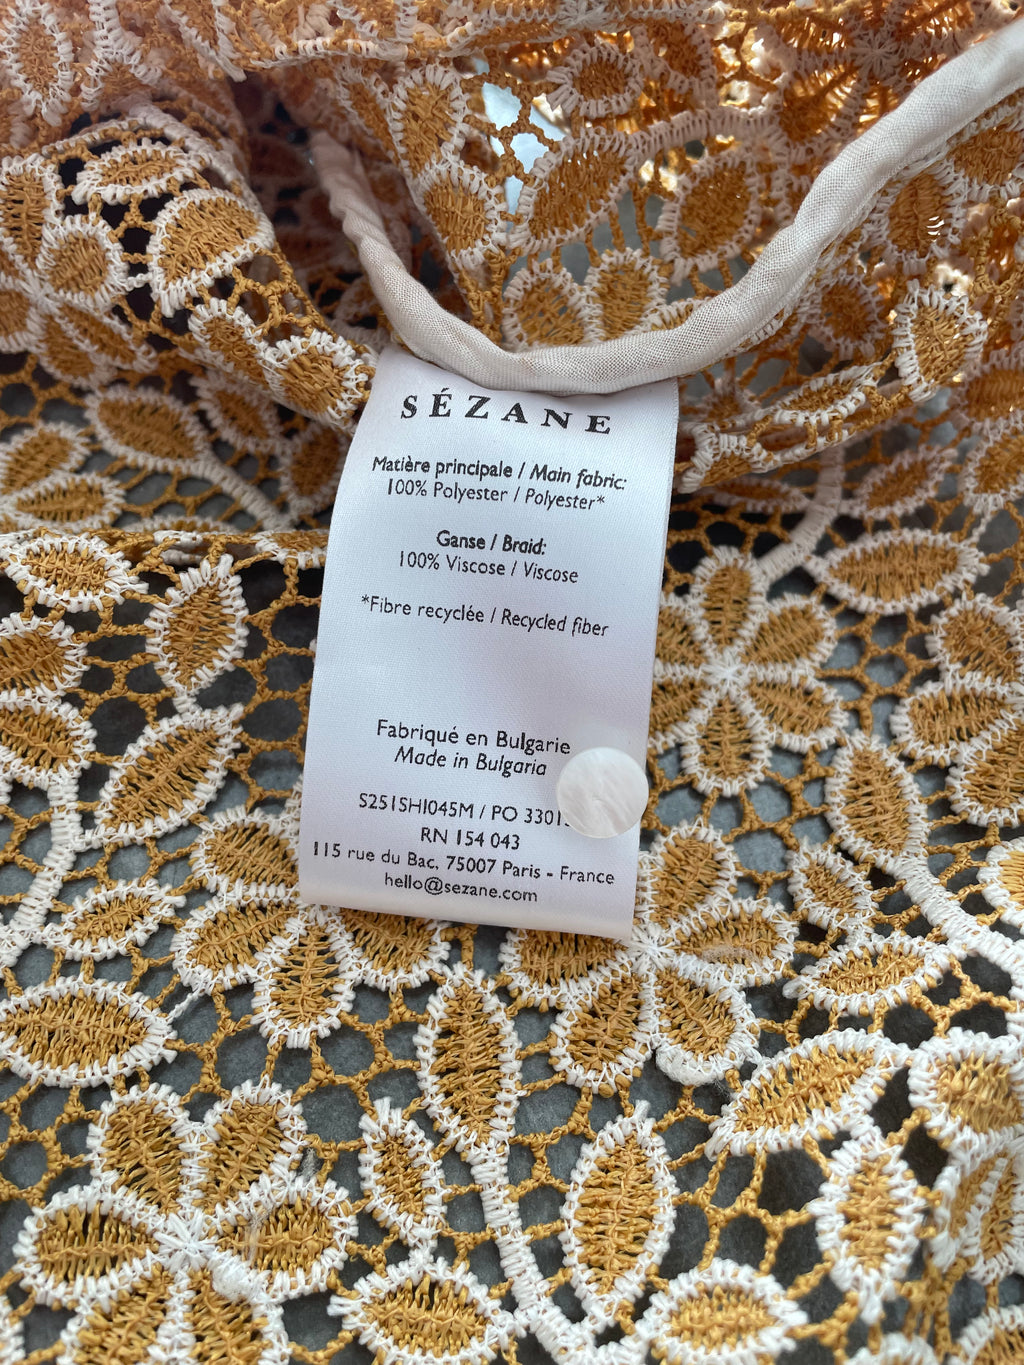 SÉZANE
Matière principale / Main fabric:
100% Polyester / Polyester*
Ganse / Braid:
100% Viscose / Viscose
*Fibre recyclée / Recycled fiber
Fabriqué en Bulgarie
Made in Bulgaria
S251SHI045M / PO
RN 154 043
115 rue du Bac, 75007 Paris - France
hello@sezane.com